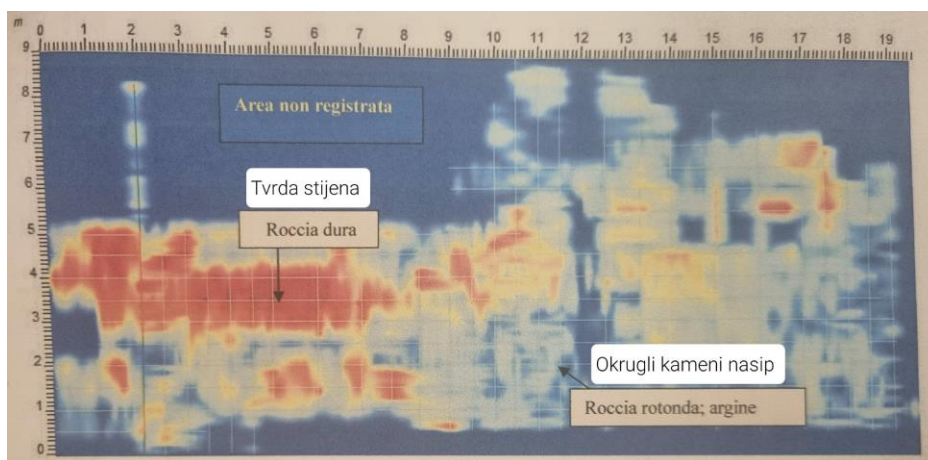 m
0 1 2 3 4 5 6 7 8 9 10 11 12 13 14 15 16 17 18 19
9
8
Area non registrata
7
6
Tvrda stijena
5
Roccia dura
4
3
2
Okrugli kameni nasip
1
Roccia rotonda; argine
0